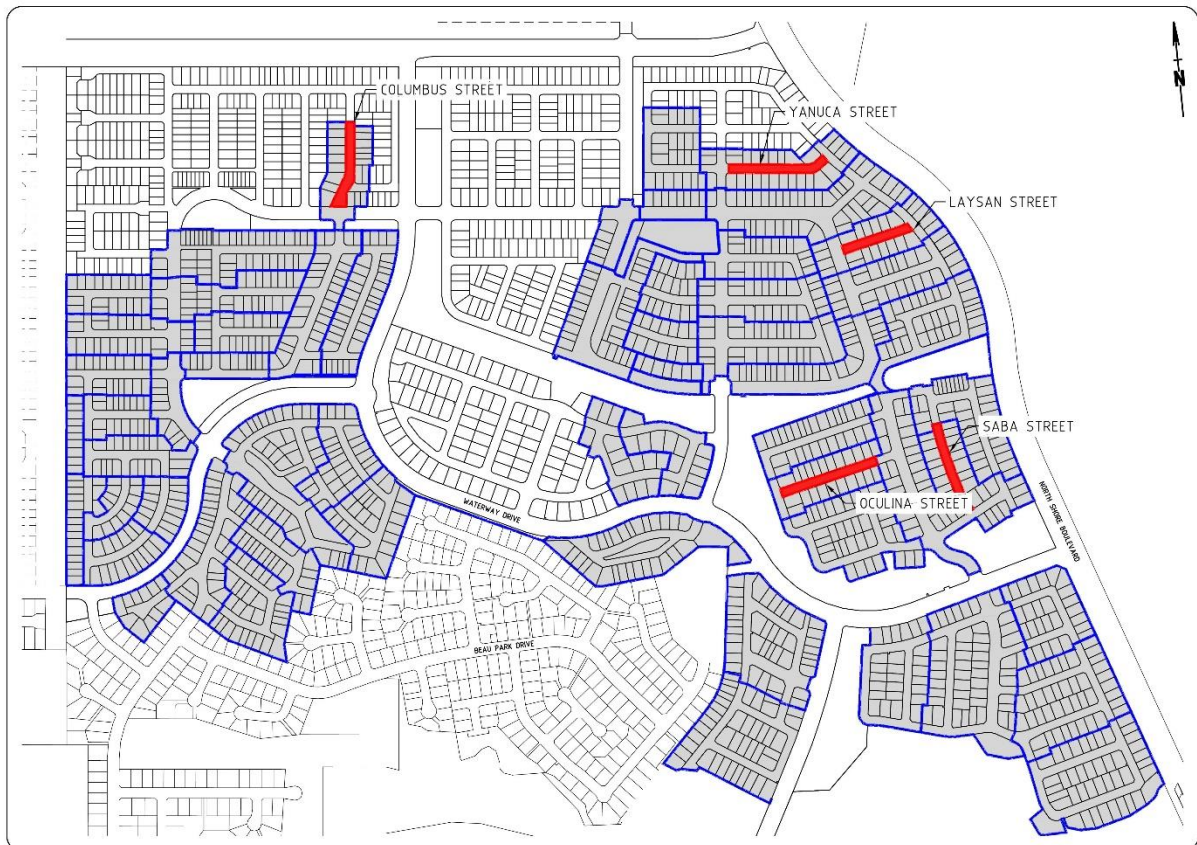 COLUMBUS STREET
YANUCA STREET
N
LAYSAN STREET
SABA STREET
OCULINA STREET
WATERWAY DRIVE
NORTH SHORE BOULEVARD
BEAU PARK DRIVE